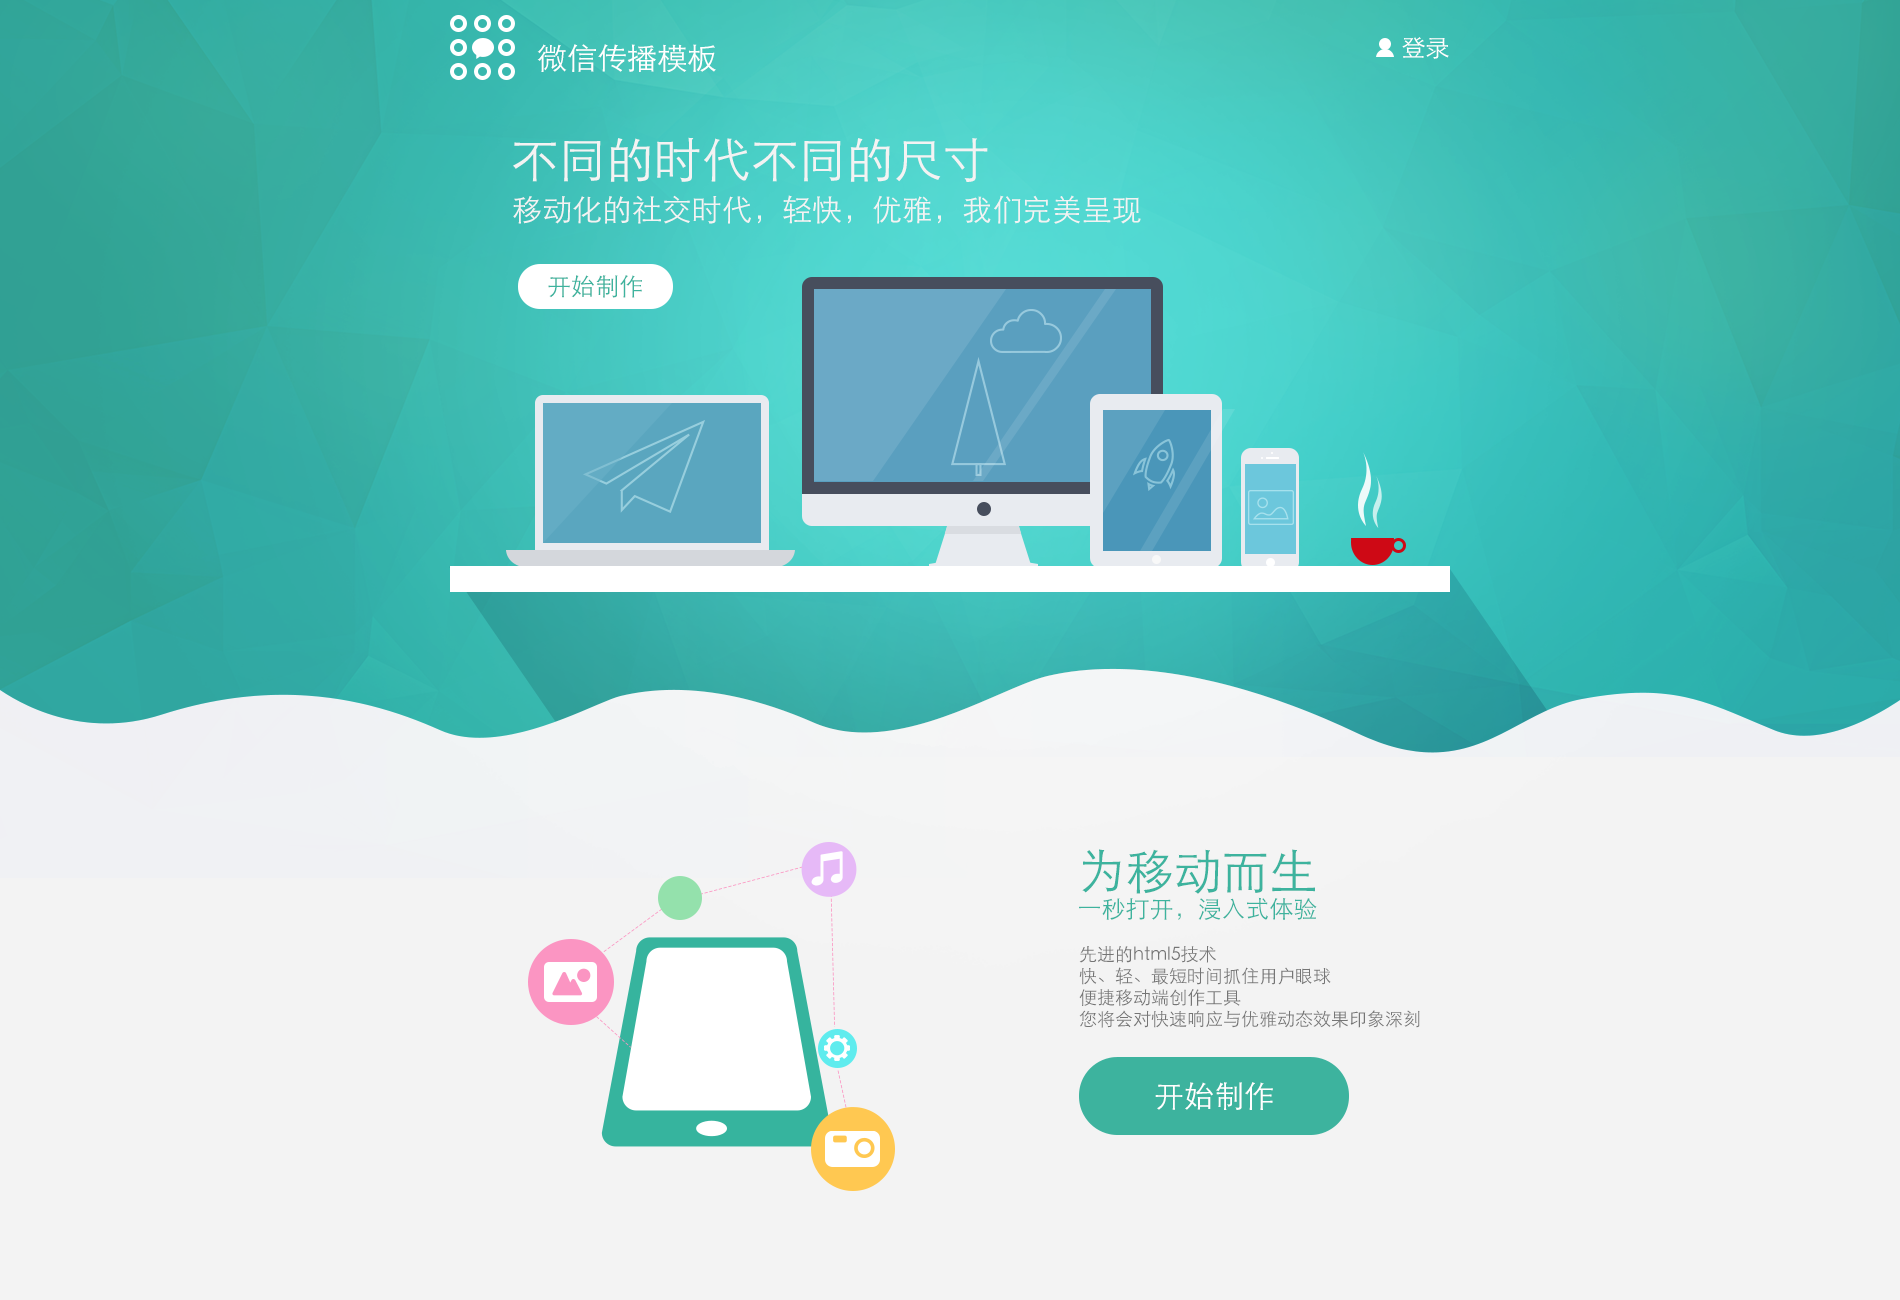 微信传播模板
登录
不同的时代不同的尺寸
移动化的社交时代，轻快，优雅，我们完美呈现
开始制作
为移动而生
一秒打开，浸入式体验
先进的html5技术
快、轻、最短时间抓住用户眼球
便捷移动端创作工具
您将会对快速响应与优雅动态效果印象深刻
开始制作